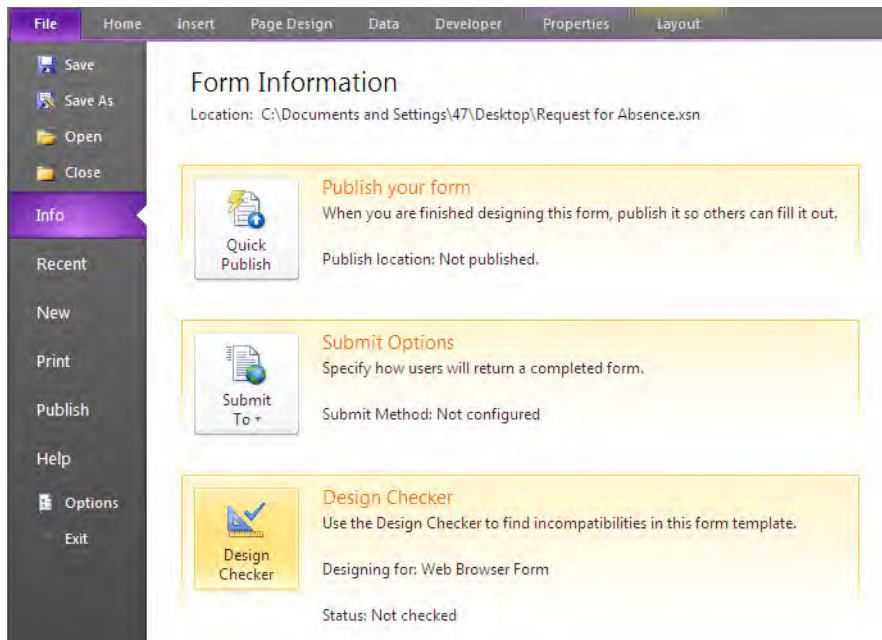 File Home Insert Page Design Data Developer Properties Layout
Save
Save As
Open
Close
Info
Recent
New
Print
Publish
Help
Options
Exit
Form Information
Location: C:\Documents and Settings\47\Desktop\Request for Absence.xsn
Quick
Publish
Publish your form
When you are finished designing this form, publish it so others can fill it out.
Publish location: Not published.
Submit
To
Submit Options
Specify how users will return a completed form.
Submit Method: Not configured
Design
Checker
Design Checker
Use the Design Checker to find incompatibilities in this form template.
Designing for: Web Browser Form
Status: Not checked